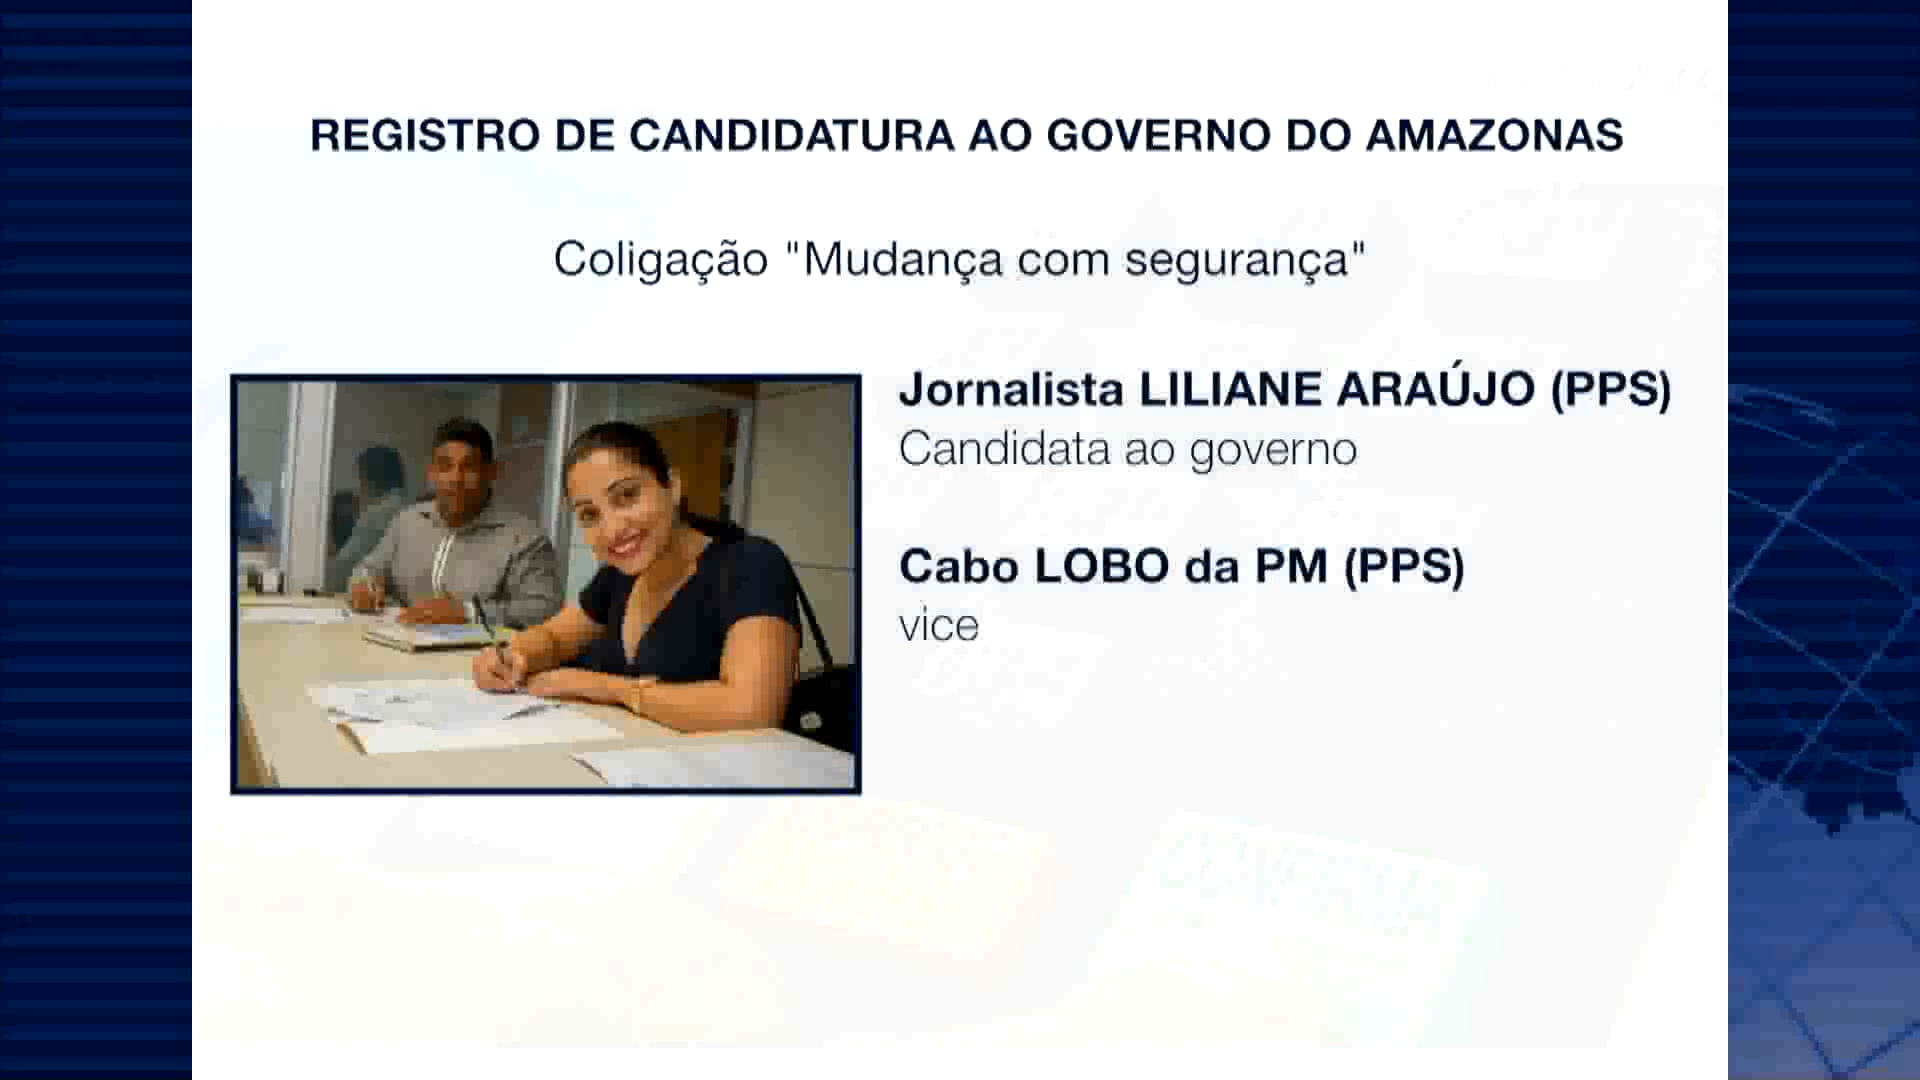 REGISTRO DE CANDIDATURA AO GOVERNO DO AMAZONAS
Coligação "Mudança com segurança"
Jornalista LILIANE ARAÚJO (PPS)
Candidata ao governo
Cabo LOBO da PM (PPS)
vice
CONFIRMA